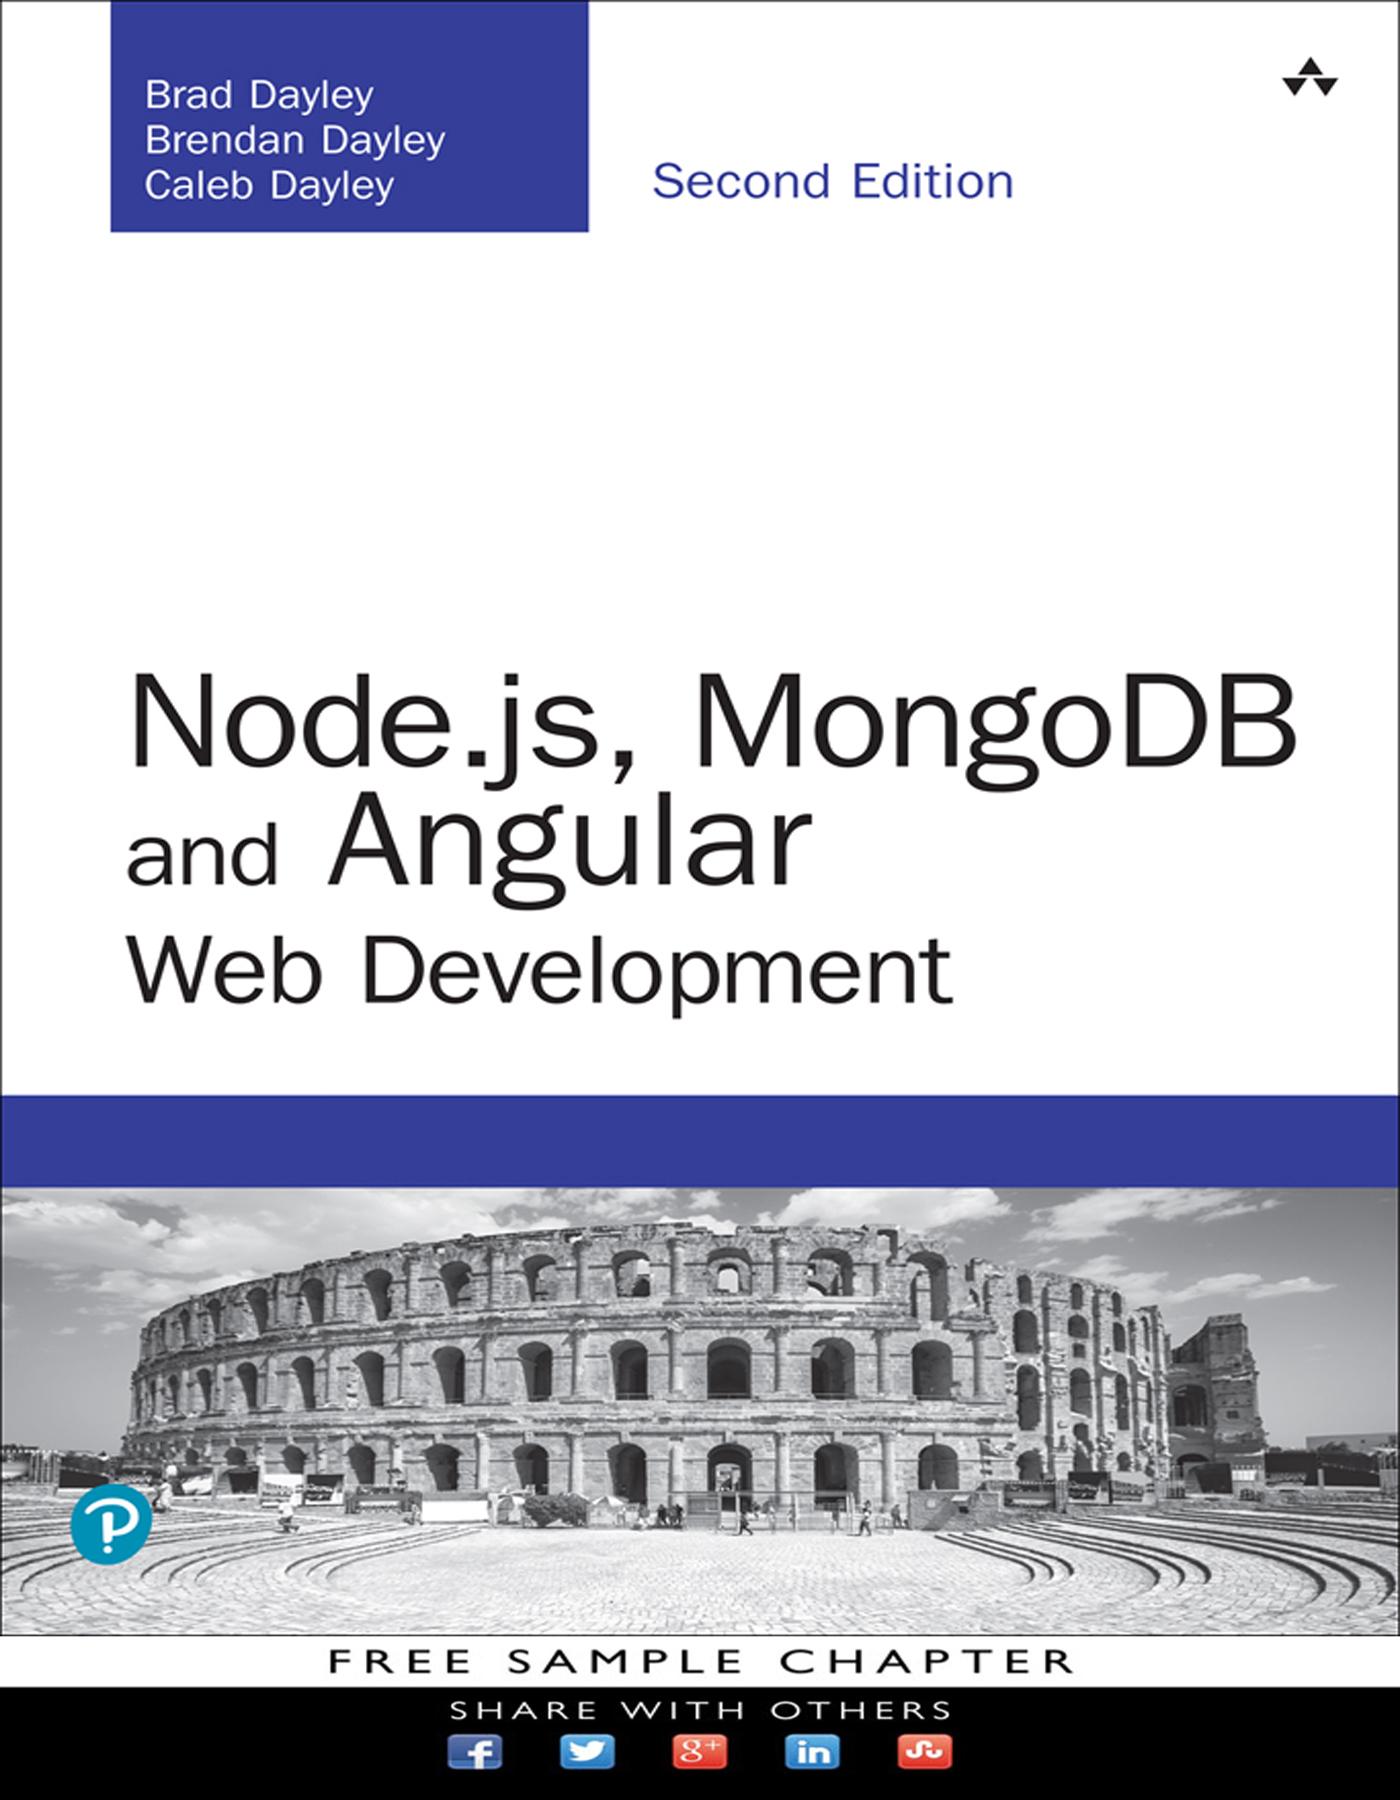 Brad Dayley
Brendan Dayley
Caleb Dayley
Second Edition
Node.js, MongoDB
and Angular
Web Development
FREE SAMPLE CHAPTER
SHARE WITH OTHERS